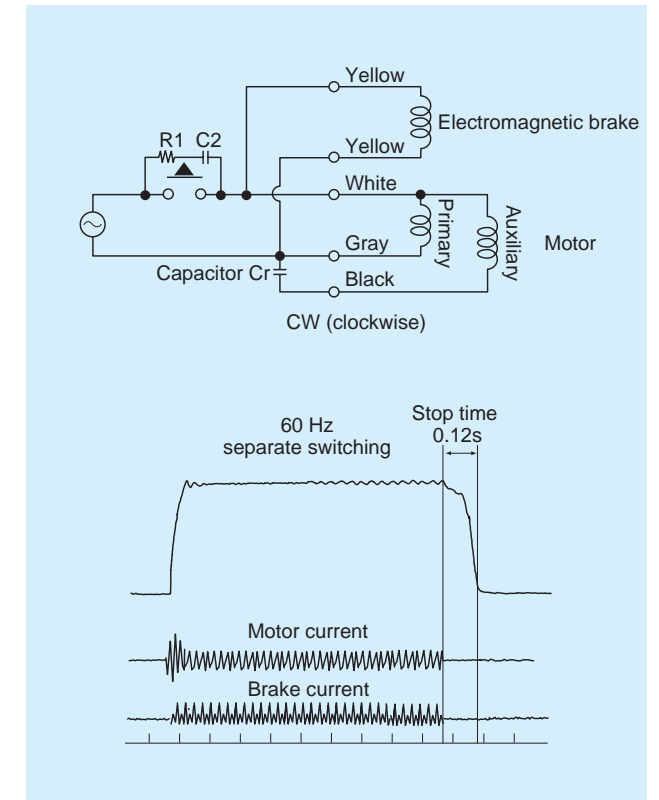 Yellow
Electromagnetic brake
R1 C2
Yellow
White
Primary
Auxiliary
Gray
Motor
Capacitor Cr
Black
CW (clockwise)
Stop time
0.12s
60 Hz
separate switching
Motor current
Brake current